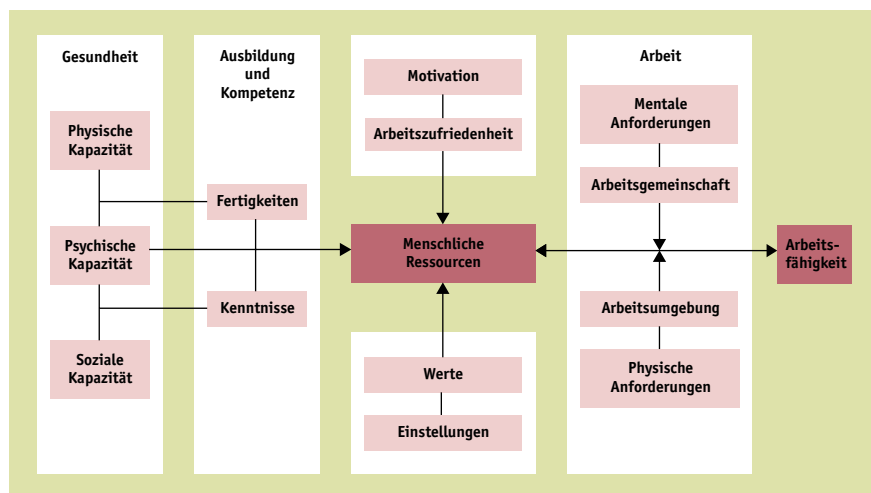 Gesundheit
Physische
Kapazität
Psychische
Kapazität
Soziale
Kapazität
Ausbildung
und
Kompetenz
Fertigkeiten
Kenntnisse
Motivation
Arbeitszufriedenheit
Menschliche
Ressourcen
Werte
Einstellungen
Arbeit
Mentale
Anforderungen
Arbeitsgemeinschaft
Arbeitsumgebung
Physische
Anforderungen
Arbeits-
fähigkeit